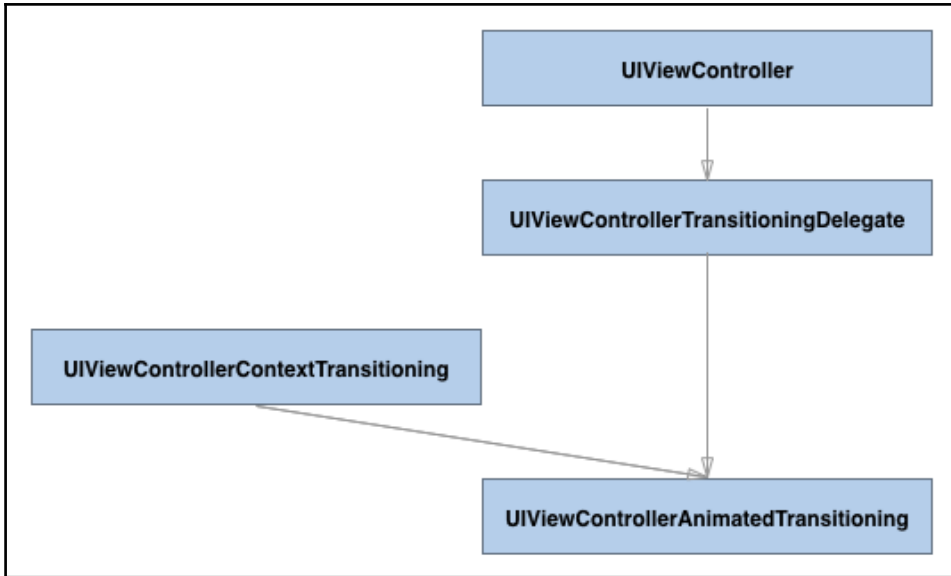 UIViewController
UIViewControllerTransitioningDelegate
UIViewControllerContextTransitioning
UIViewControllerAnimatedTransitioning